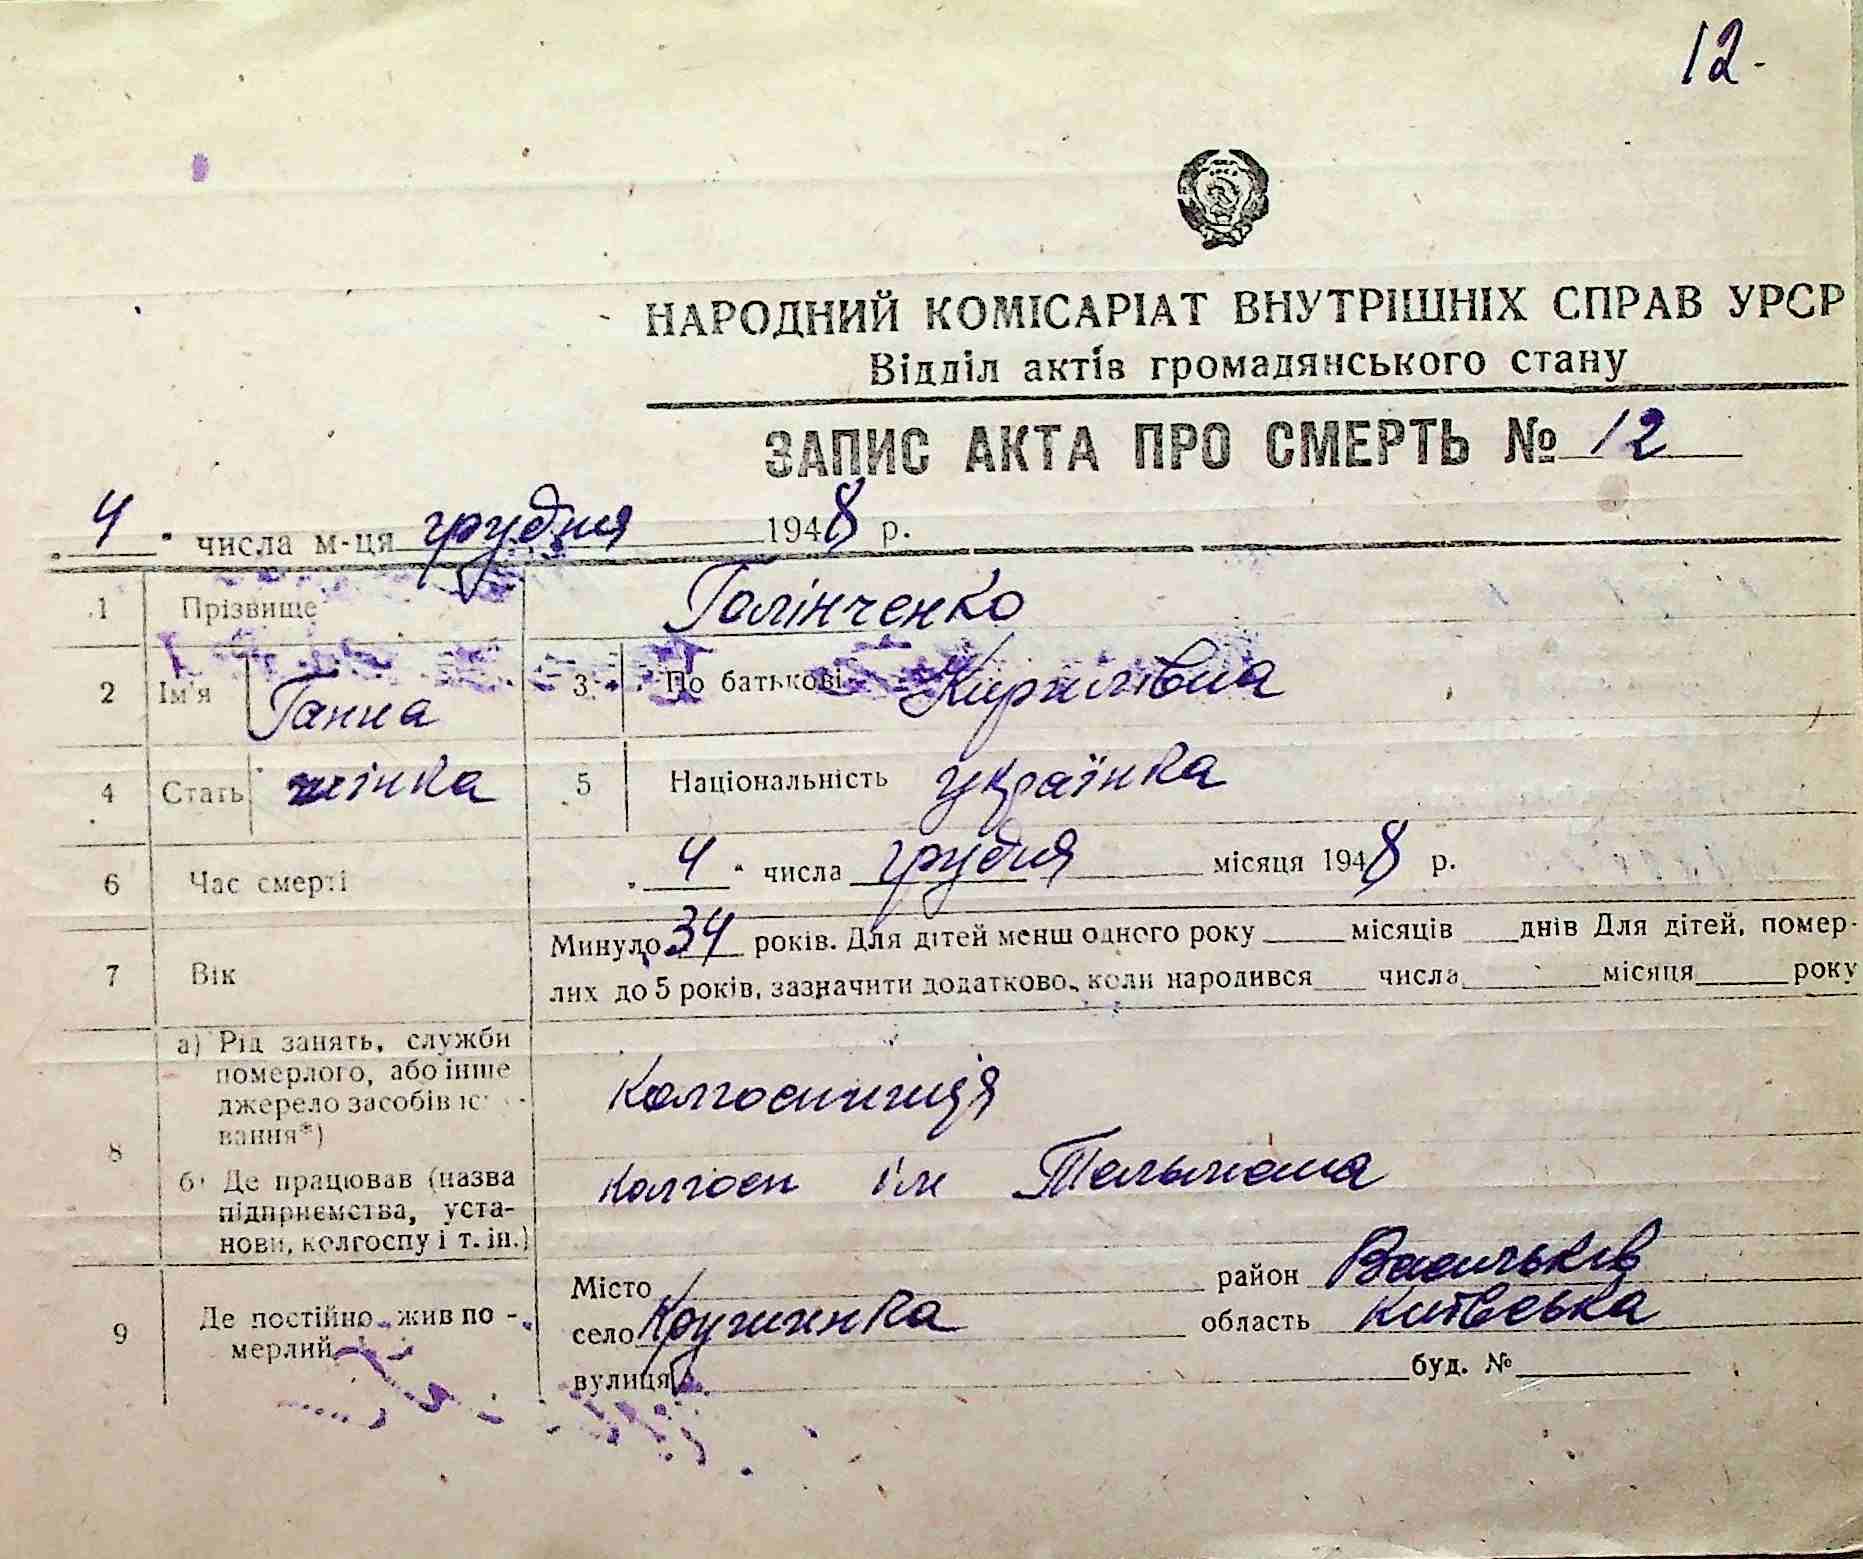 12.
НАРОДНИЙ КОМІСАРІАТ ВНУТРІШНІХ СПРАВ УРСР
Відділ актів громадянського стану
ЗАПИС АКТА ПРО СМЕРТЬ № 12
„ 4 " числа м-ця грудня 1948 р.
1 Прізвище Голінченко
2 Ім'я Ганна 3 По батькові Кирилівна
4 Стать жінка 5 Національність українка
6 Час смерті „ 4 " числа грудня місяця 1948 р.
7 Вік Минуло 34 років. Для дітей менш одного року місяців днів Для дітей, помер-
лих до 5 років, зазначити додатково, коли народився числа місяця року
8 а) Рід занять, служби
померлого, або інше
джерело засобів іс
вання*)
колгоспниця
б) Де працював (назва
підприємства, уста-
нови, колгоспу і т. ін.)
колгосп ім Тельмана
9 Де постійно жив по-
мерлий
Місто район Васильків
село Кружинка область Київська
вулиця буд. №